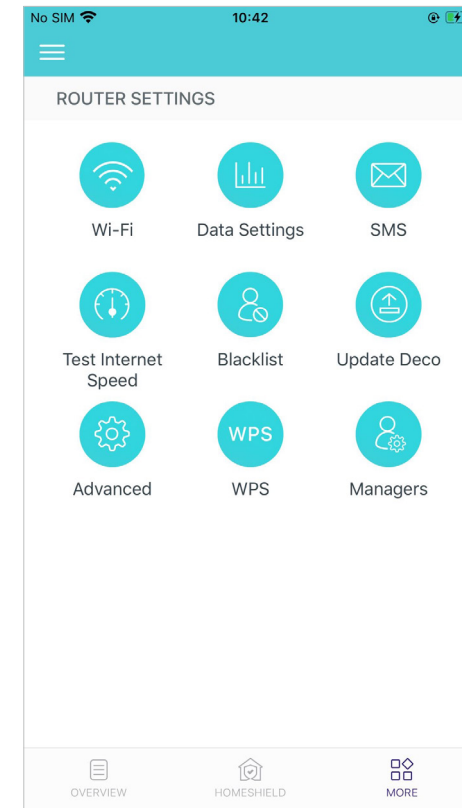 No SIM 10:42
ROUTER SETTINGS
Wi-Fi Data Settings SMS
Test Internet Speed Blacklist Update Deco
WPS
Advanced WPS Managers
OVERVIEW HOMESHIELD MORE